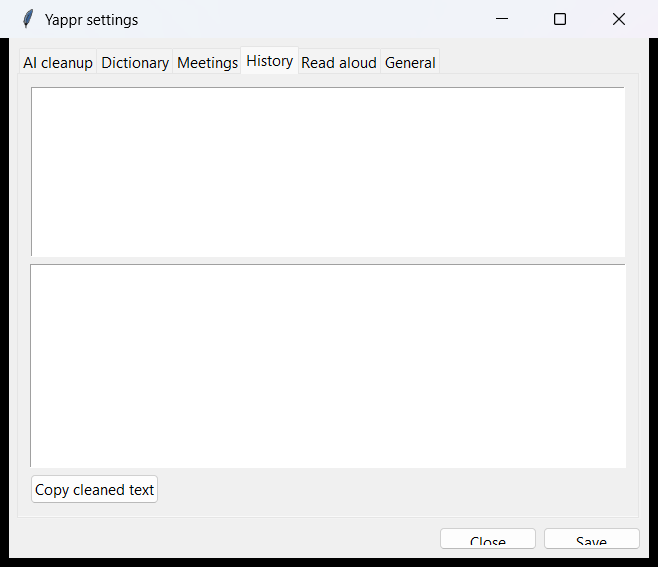 Yappr settings
AI cleanup Dictionary Meetings History Read aloud General
Copy cleaned text
Close Save